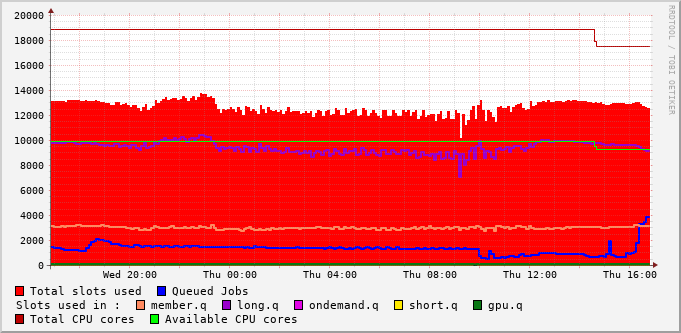 20000
18000
16000
14000
12000
10000
8000
6000
4000
2000
0
Wed 20:00 Thu 00:00 Thu 04:00 Thu 08:00 Thu 12:00 Thu 16:00
RRDTOOL / TOBI OETIKER
Total slots used Queued Jobs
Slots used in : member.q long.q ondemand.q short.q gpu.q
Total CPU cores Available CPU cores